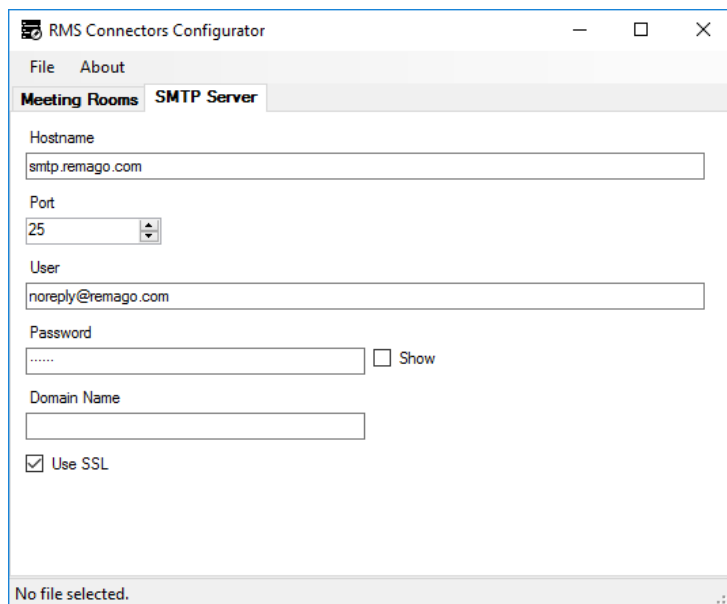 RMS Connectors Configurator
File About
Meeting Rooms SMTP Server
Hostname
smtp.remago.com
Port
25
User
noreply@remago.com
Password
······ Show
Domain Name
Use SSL
No file selected.